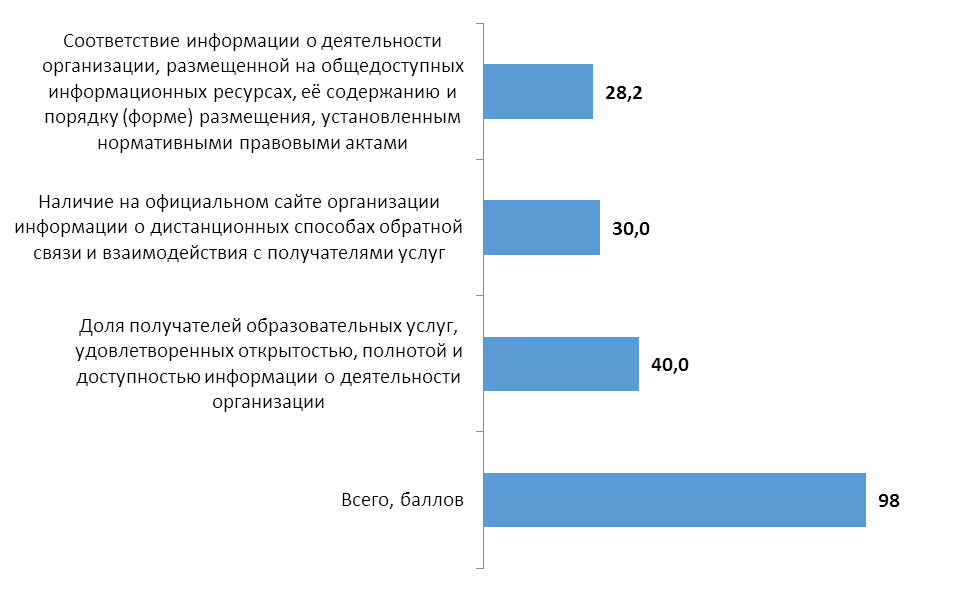 Соответствие информации о деятельности
организации, размещенной на общедоступных
информационных ресурсах, её содержанию и
порядку (форме) размещения, установленным
нормативными правовыми актами
28,2
Наличие на официальном сайте организации
информации о дистанционных способах обратной
связи и взаимодействия с получателями услуг
30,0
Доля получателей образовательных услуг,
удовлетворенных открытостью, полнотой и
доступностью информации о деятельности
организации
40,0
Всего, баллов
98